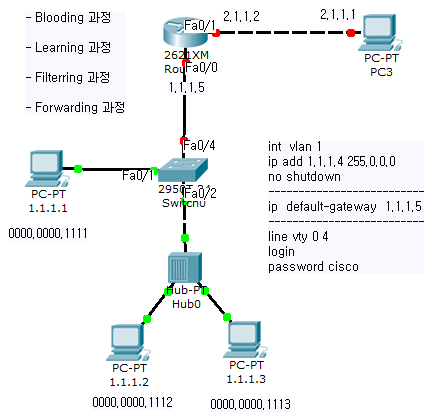 - Blooding 과정
- Learning 과정
- Filterring 과정
- Forwarding 과정
Fa0/1
2,1,1,2
2,1,1,1
2621XM
Rou
Fa0/0
PC-PT
PC3
1,1,1,5
Fa0/4
Fa0/1
2950T-24
Switch0
Fa0/2
PC-PT
1.1.1.1
0000,0000,1111
int vlan 1
ip add 1,1,1,4 255,0,0,0
no shutdown
ip default-gateway 1,1,1,5
line vty 0 4
login
password cisco
Hub-PT
Hub0
PC-PT
1.1.1.2
PC-PT
1.1.1.3
0000,0000,1112
0000,0000,1113